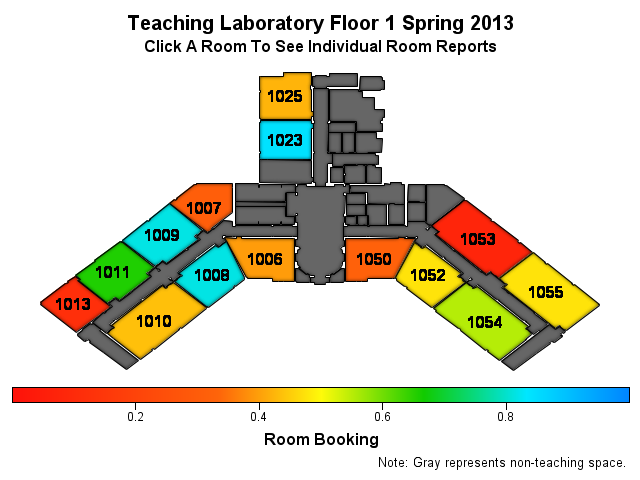 Teaching Laboratory Floor 1 Spring 2013
Click A Room To See Individual Room Reports
1025
1023
1007
1009
1011
1013
1006
1008
1010
1050
1053
1052
1055
1054
0.2 0.4 0.6 0.8
Room Booking
Note: Gray represents non-teaching space.